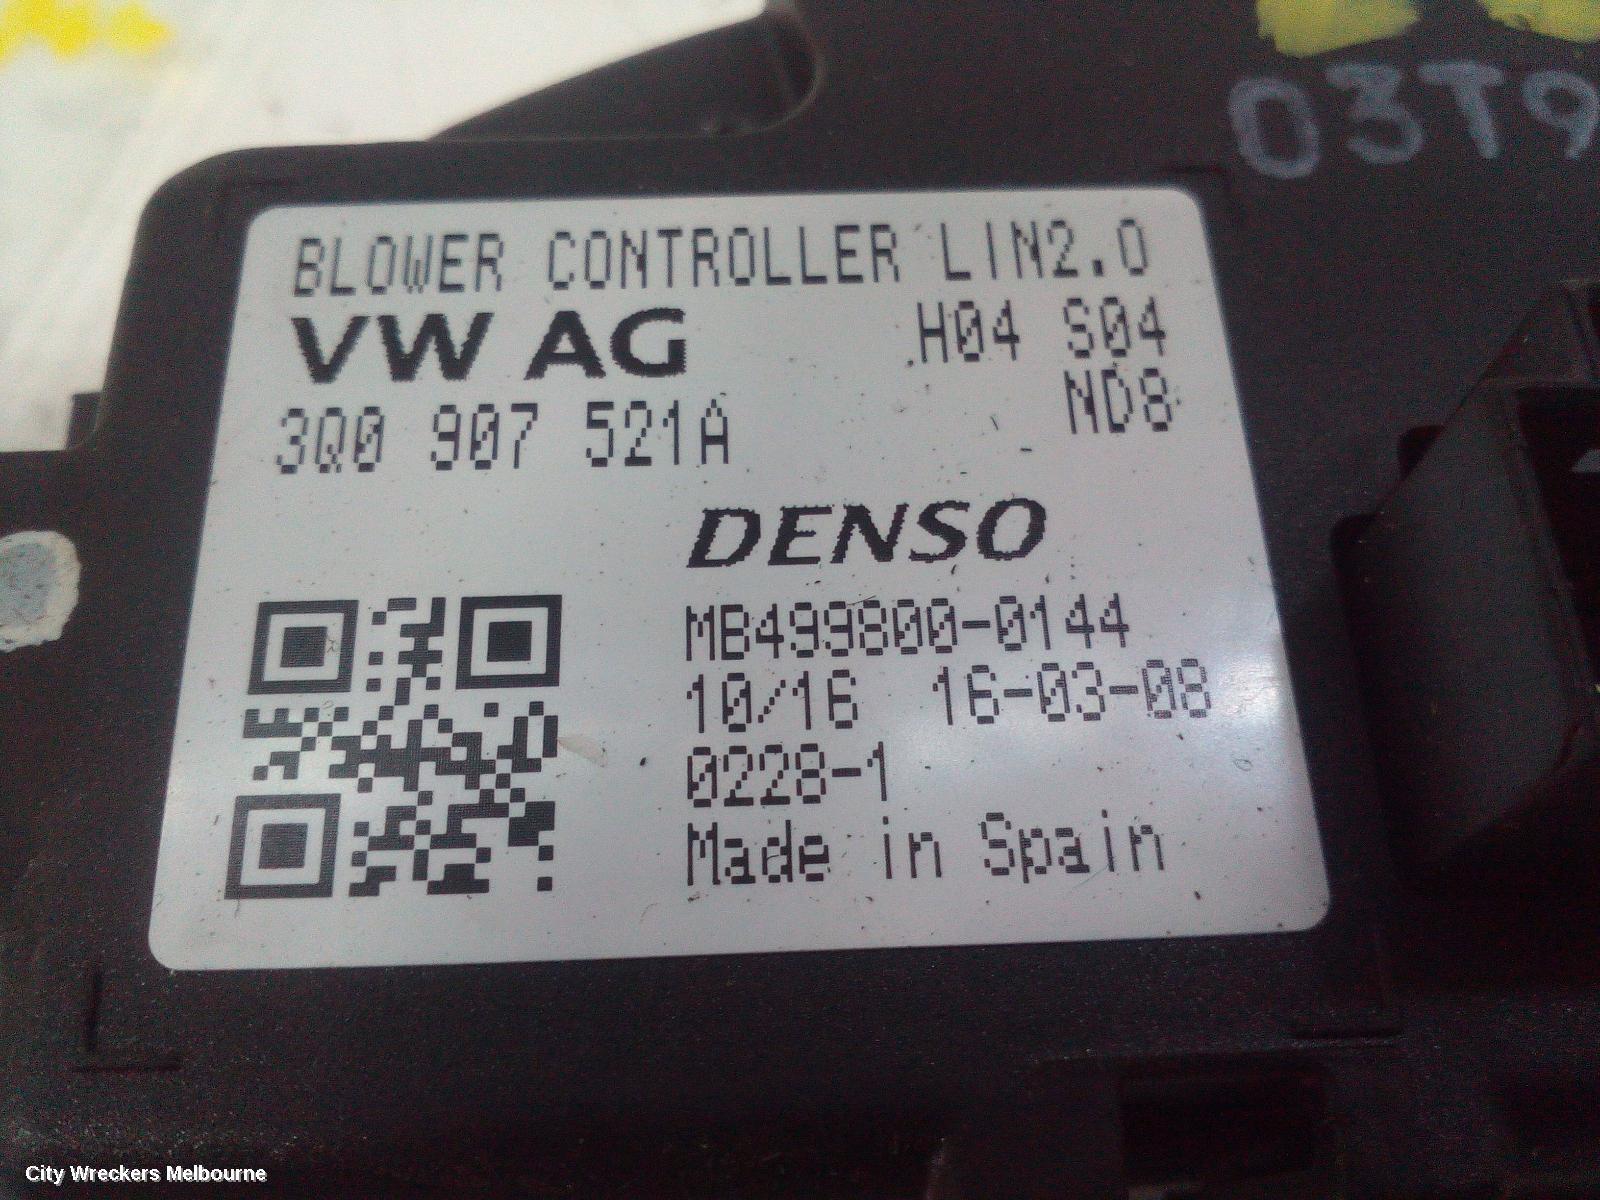 03T9
BLOWER CONTROLLER LIN2.0
VW AG H04 S04
3Q0 907 521A ND8
DENSO
MB499800-0144
10/16 16-03-08
0228-1
Made in Spain
City Wreckers Melbourne